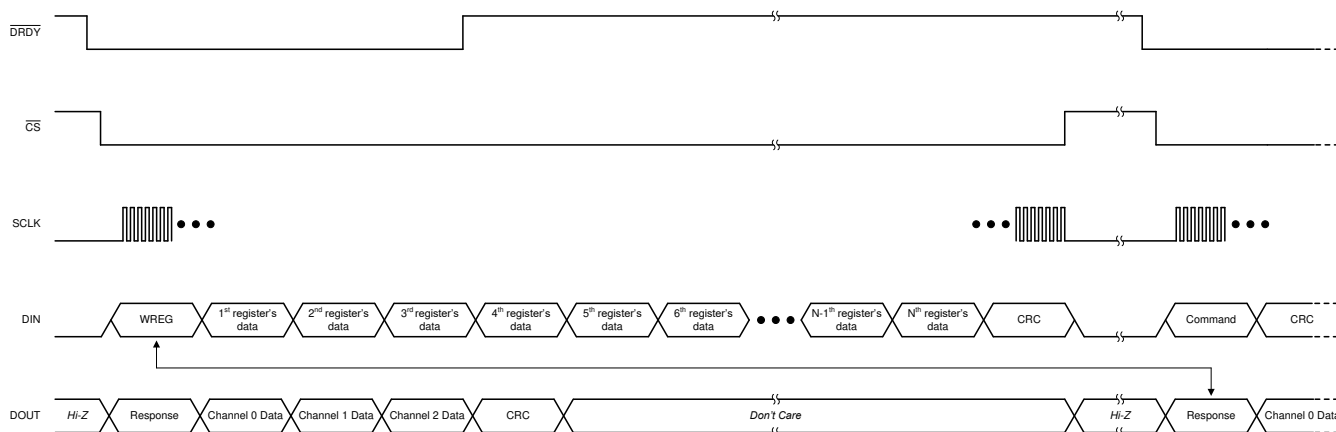 DRDY
CS
SCLK
DIN
WREG
1st register's data
2nd register's data
3rd register's data
4th register's data
5th register's data
6th register's data
N-1th register's data
Nth register's data
CRC
Command
CRC
DOUT
Hi-Z
Response
Channel 0 Data
Channel 1 Data
Channel 2 Data
CRC
Don't Care
Hi-Z
Response
Channel 0 Data